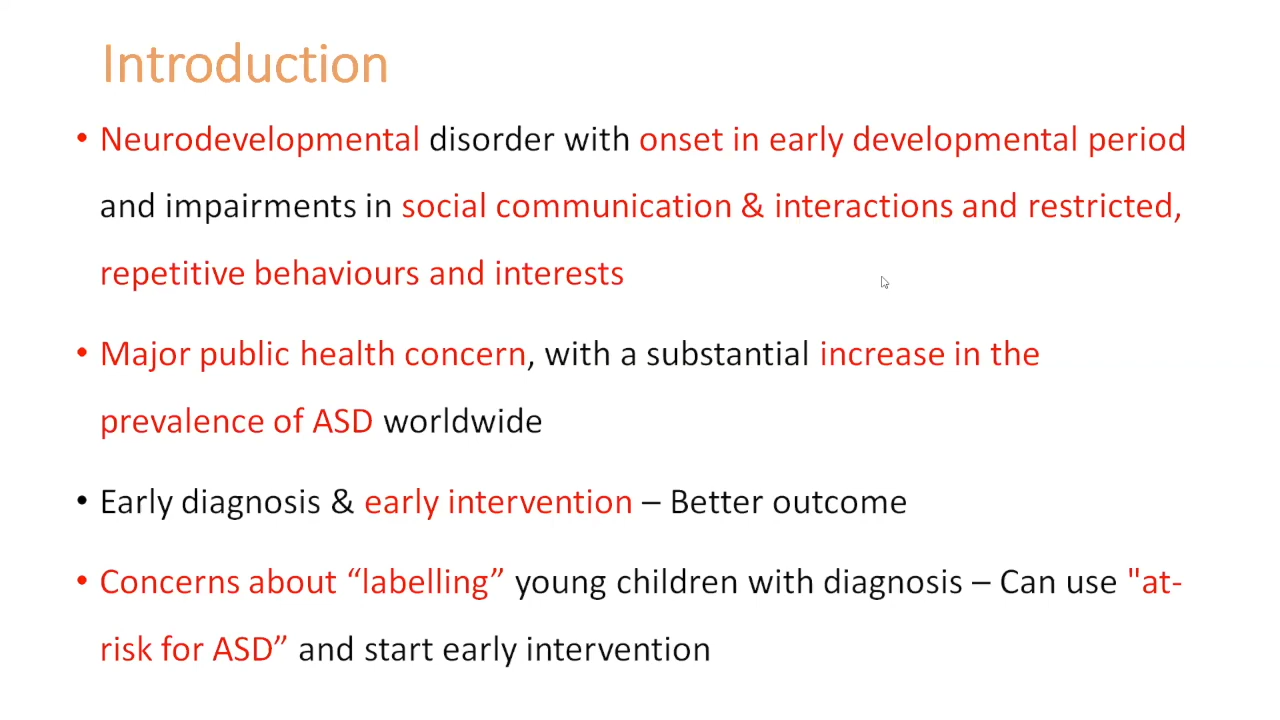 Introduction
• Neurodevelopmental disorder with onset in early developmental period
and impairments in social communication & interactions and restricted,
repetitive behaviours and interests
• Major public health concern, with a substantial increase in the
prevalence of ASD worldwide
• Early diagnosis & early intervention – Better outcome
• Concerns about “labelling” young children with diagnosis – Can use "at-
risk for ASD” and start early intervention